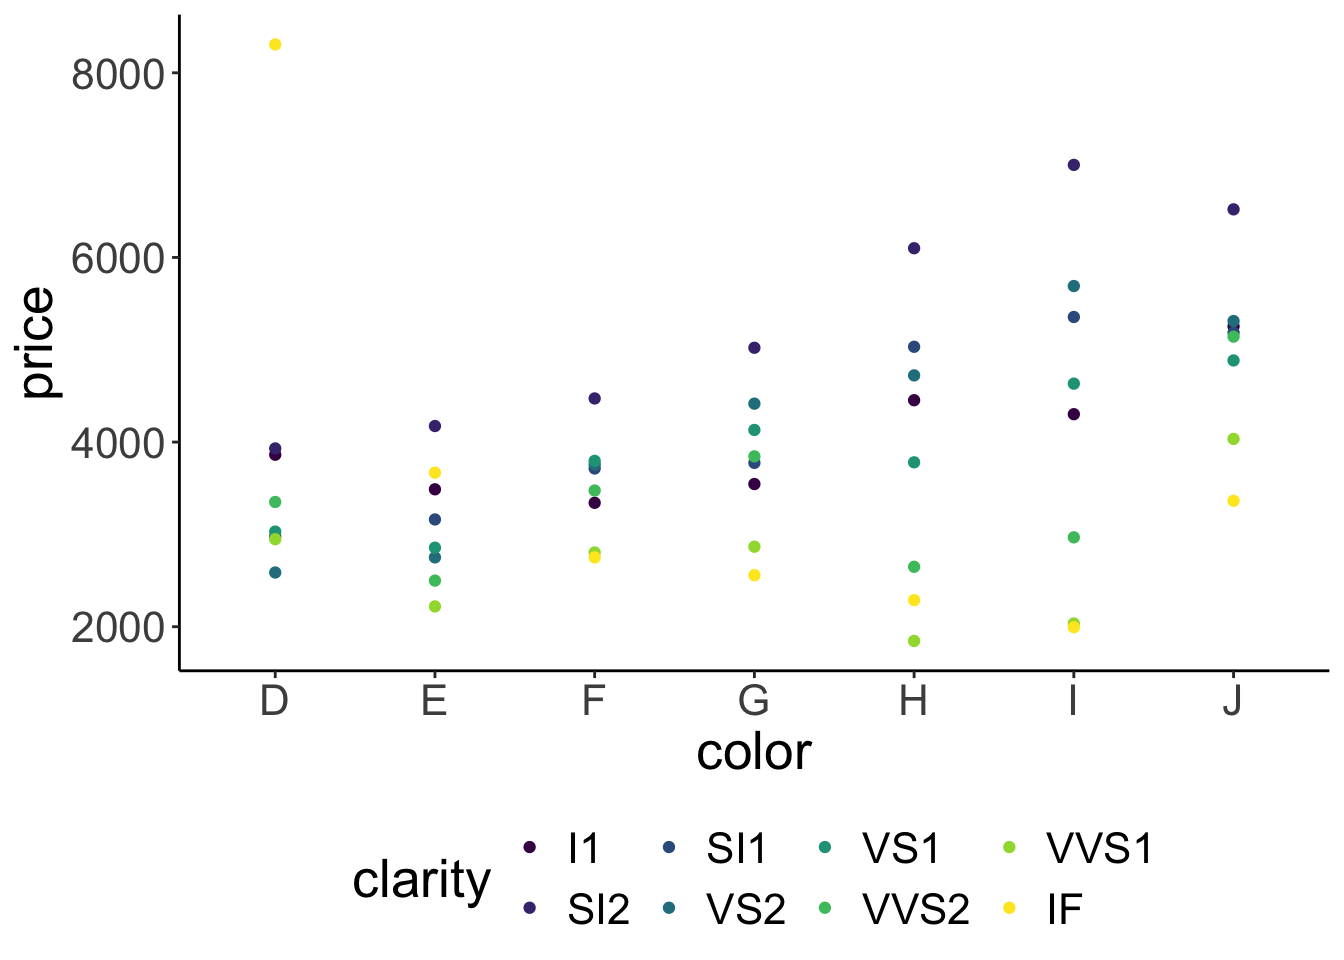 8000
6000
4000
2000
price
D E F G H I J
color
clarity
I1 SI1 VS1 VVS1
SI2 VS2 VVS2 IF